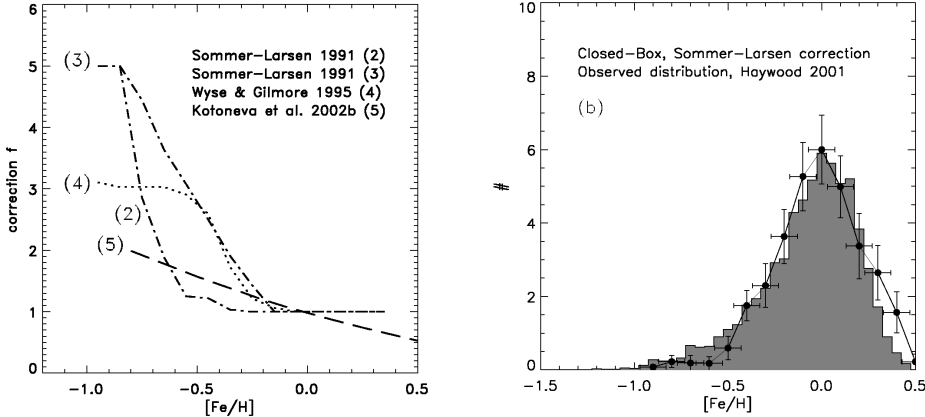 6
5
4
3
2
1
0
correction f
(3)
(4)
(2)
(5)
Sommer-Larsen 1991 (2)
Sommer-Larsen 1991 (3)
Wyse & Gilmore 1995 (4)
Kotoneva et al. 2002b (5)
-1.0
-0.5
0.0
0.5
[Fe/H]
10
8
6
4
2
0
#
Closed-Box, Sommer-Larsen correction
Observed distribution, Haywood 2001
(b)
-1.5
-1.0
-0.5
0.0
0.5
[Fe/H]